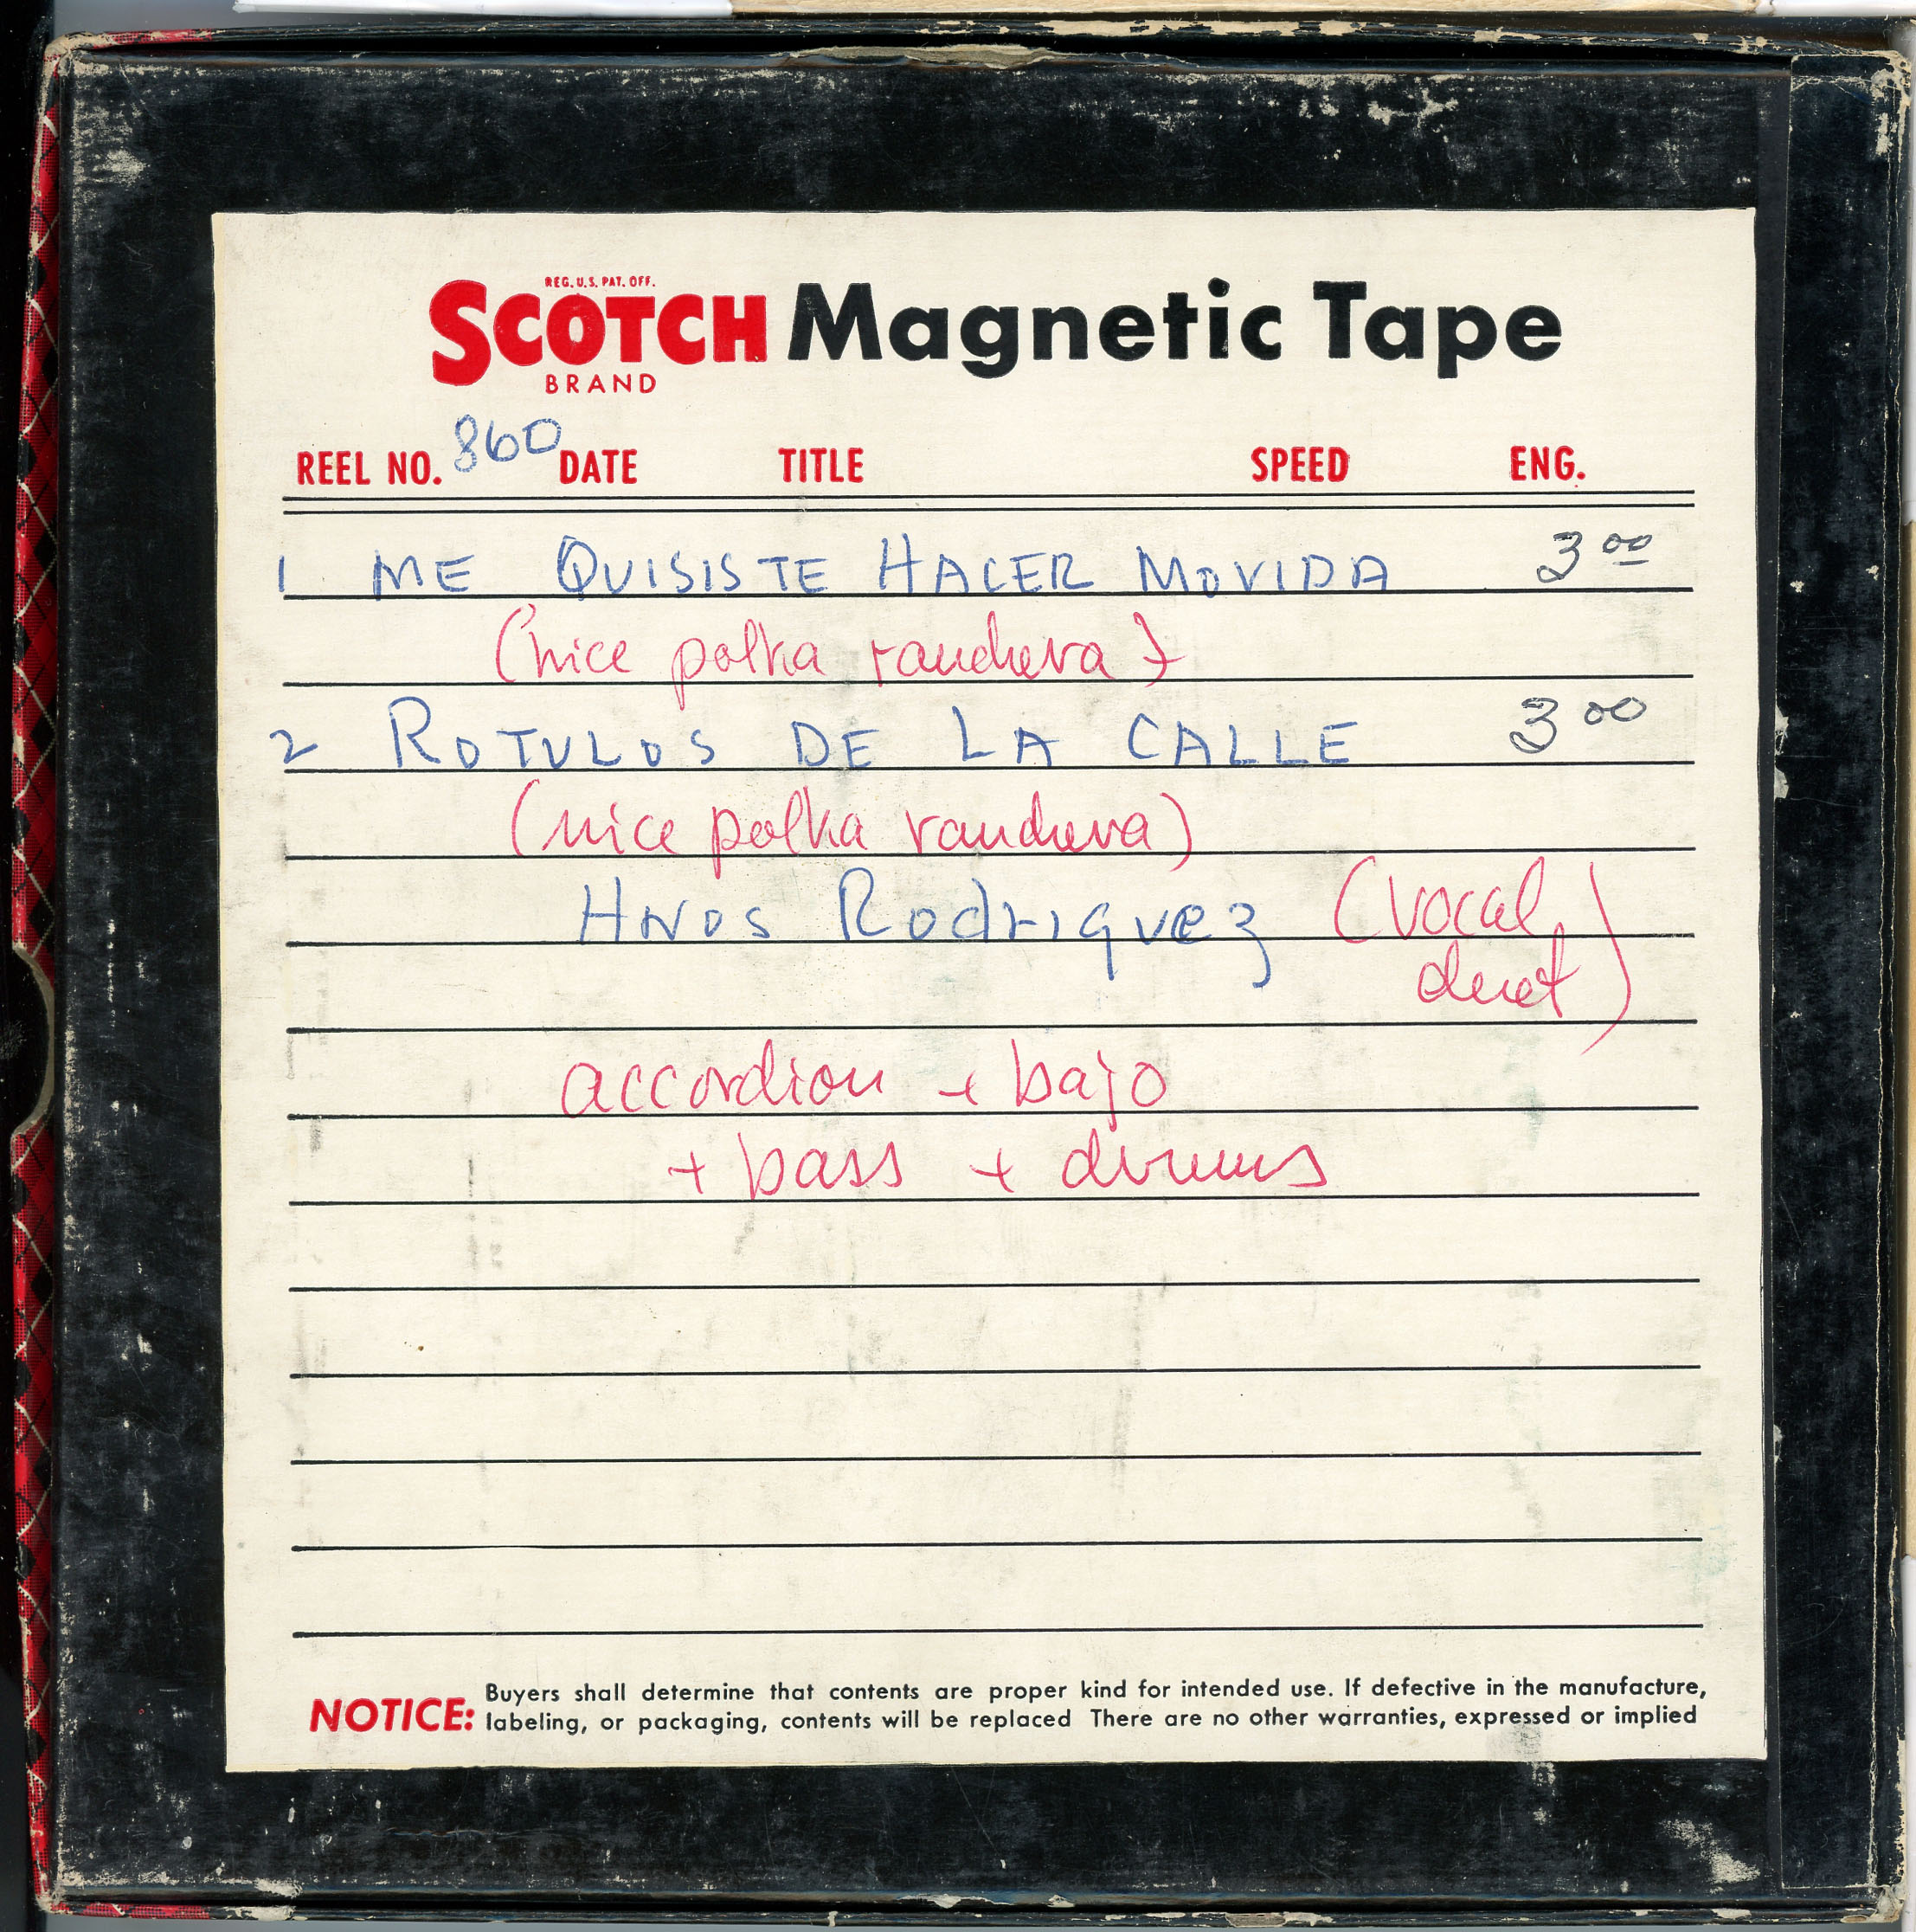 REG. U.S. PAT. OFF.
SCOTCH Magnetic Tape
BRAND
REEL NO. 860 DATE TITLE SPEED ENG.
1 ME QUISISTE HACER MOVIDA 3 00
(nice polka ranchera)
2 ROTULOS DE LA CALLE 3 00
(nice polka ranchera)
HNOS Rodriguez (vocal
duet)
accordion + bajo
+ bass + drums
NOTICE: Buyers shall determine that contents are proper kind for intended use. If defective in the manufacture,
labeling, or packaging, contents will be replaced There are no other warranties, expressed or implied